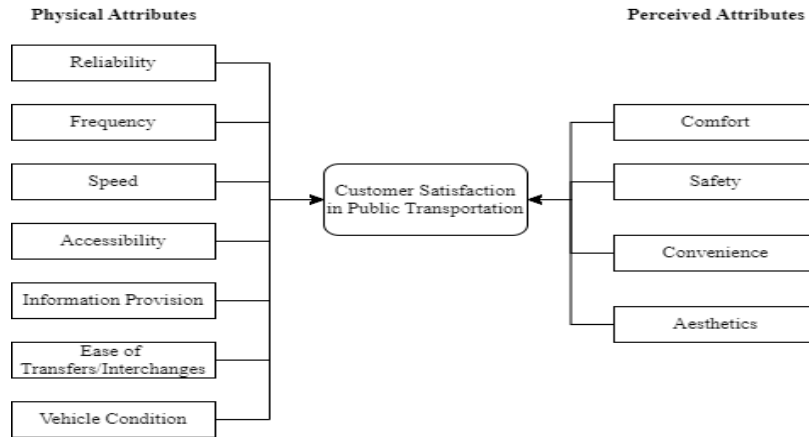 Physical Attributes
Perceived Attributes
Reliability
Frequency
Speed
Accessibility
Information Provision
Ease of
Transfers/Interchanges
Vehicle Condition
Customer Satisfaction
in Public Transportation
Comfort
Safety
Convenience
Aesthetics